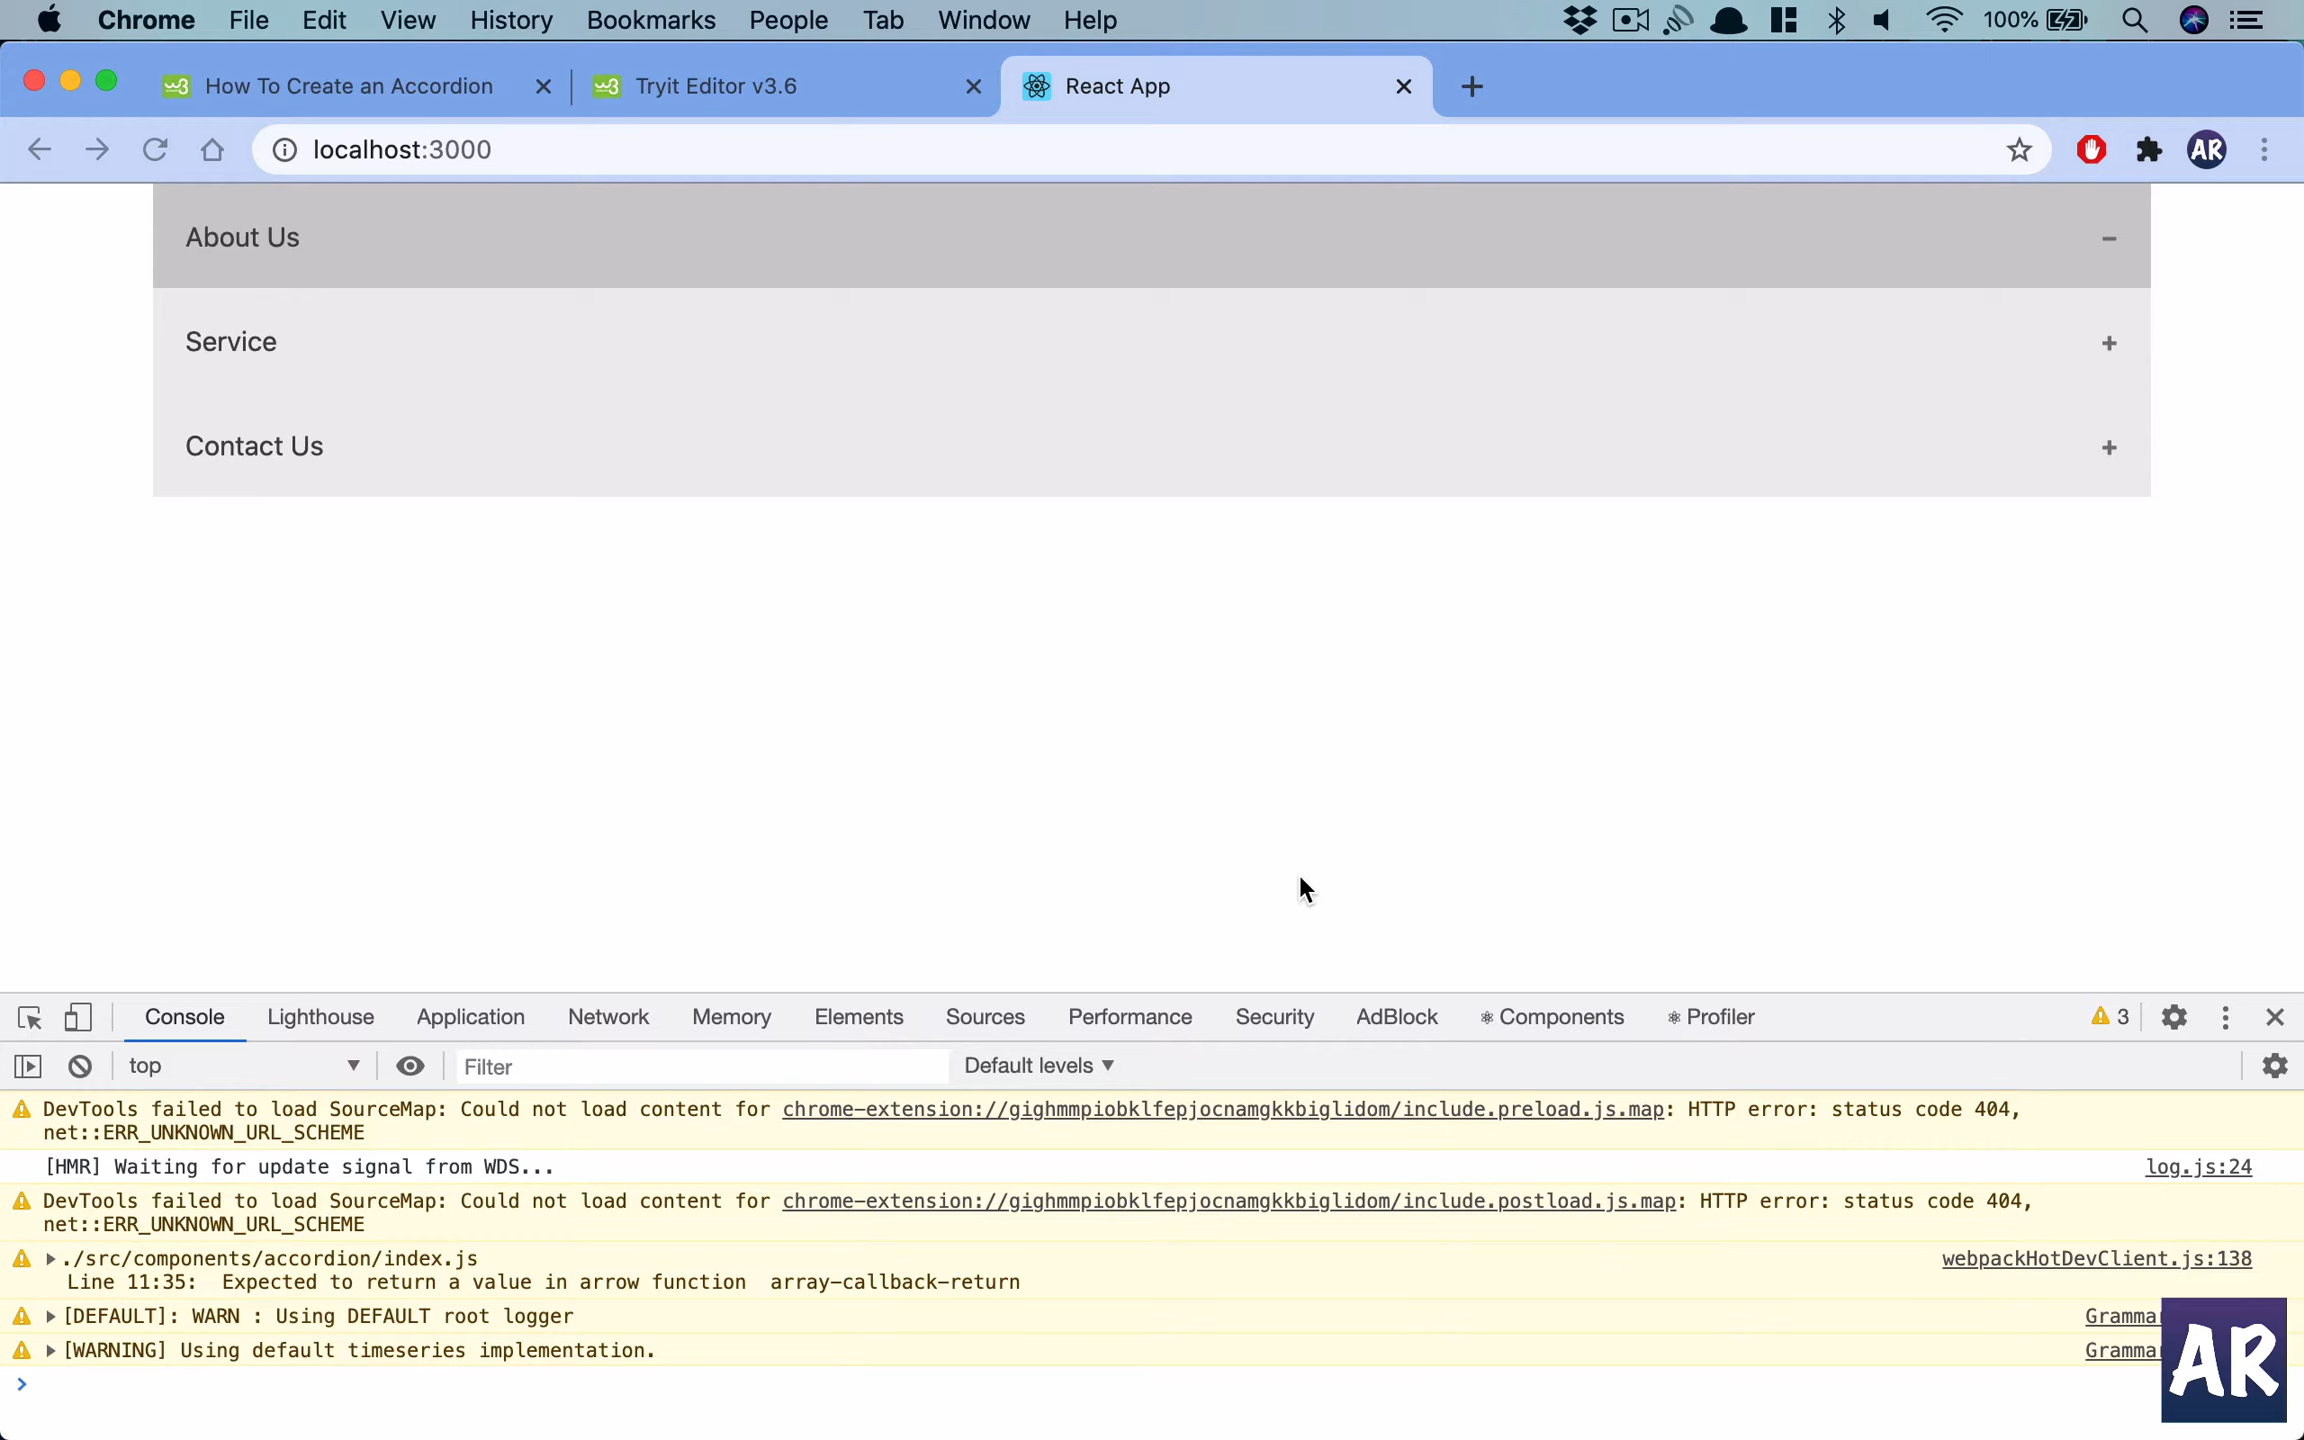 Chrome File Edit View History Bookmarks People Tab Window Help 100%
How To Create an Accordion Tryit Editor v3.6 React App
localhost:3000 AR
About Us
Service
Contact Us
Console Lighthouse Application Network Memory Elements Sources Performance Security AdBlock Components Profiler 3
top Filter Default levels
DevTools failed to load SourceMap: Could not load content for chrome-extension://gighmmpiobklfepjocnamgkkbiglidom/include.preload.js.map: HTTP error: status code 404,
net::ERR_UNKNOWN_URL_SCHEME
[HMR] Waiting for update signal from WDS... log.js:24
DevTools failed to load SourceMap: Could not load content for chrome-extension://gighmmpiobklfepjocnamgkkbiglidom/include.postload.js.map: HTTP error: status code 404,
net::ERR_UNKNOWN_URL_SCHEME
./src/components/accordion/index.js webpackHotDevClient.js:138
Line 11:35: Expected to return a value in arrow function array-callback-return
[DEFAULT]: WARN : Using DEFAULT root logger
[WARNING] Using default timeseries implementation.
AR